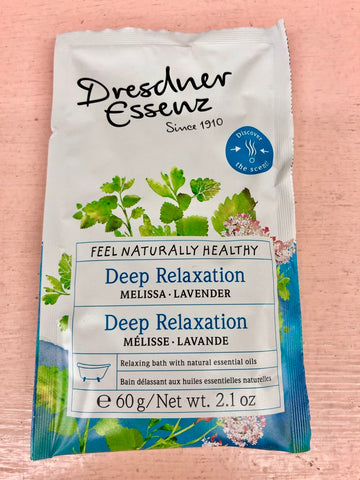 Dresdner
Essenz
Since 1910
Discover
the scent
FEEL NATURALLY HEALTHY
Deep Relaxation
MELISSA · LAVENDER
Deep Relaxation
MÉLISSE · LAVANDE
Relaxing bath with natural essential oils
Bain délassant aux huiles essentielles naturelles
℮ 60 g/Net wt. 2.1 oz